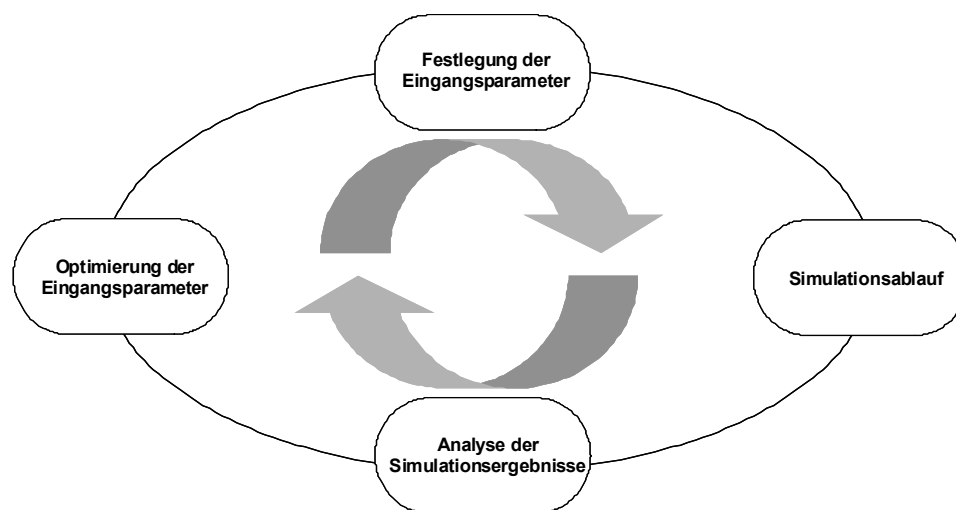 Festlegung der
Eingangsparameter
Optimierung der
Eingangsparameter
Simulationsablauf
Analyse der
Simulationsergebnisse